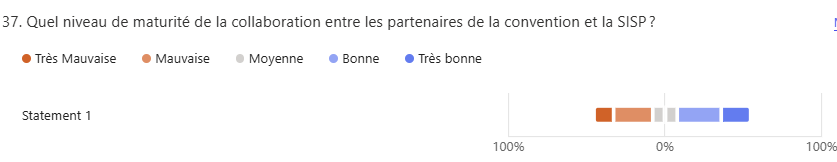 37. Quel niveau de maturité de la collaboration entre les partenaires de la convention et la SISP ?
Très Mauvaise Mauvaise Moyenne Bonne Très bonne
Statement 1
100% 0% 100%